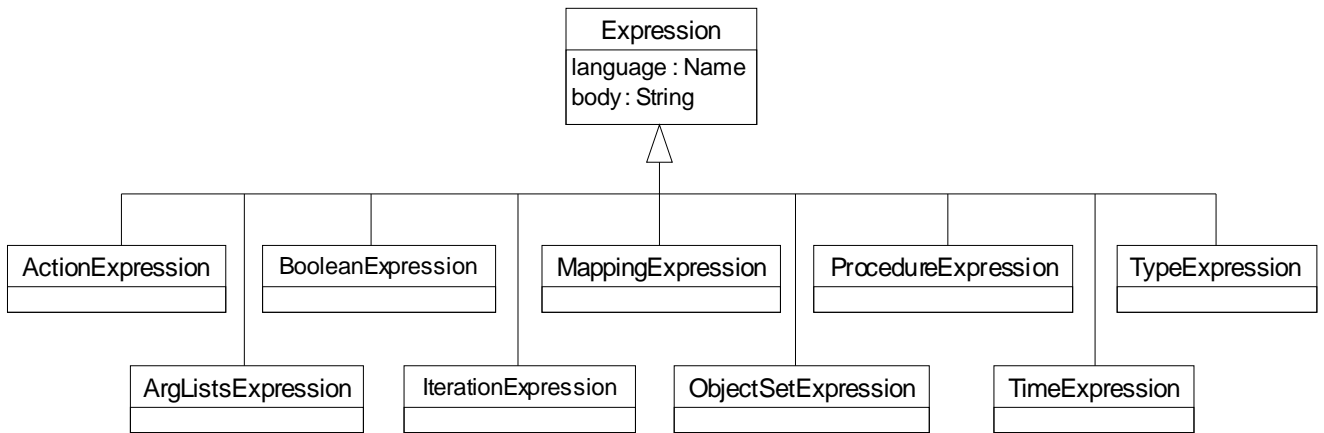 Expression
language : Name
body : String
ActionExpression
BooleanExpression
MappingExpression
ProcedureExpression
TypeExpression
ArgListsExpression
IterationExpression
ObjectSetExpression
TimeExpression